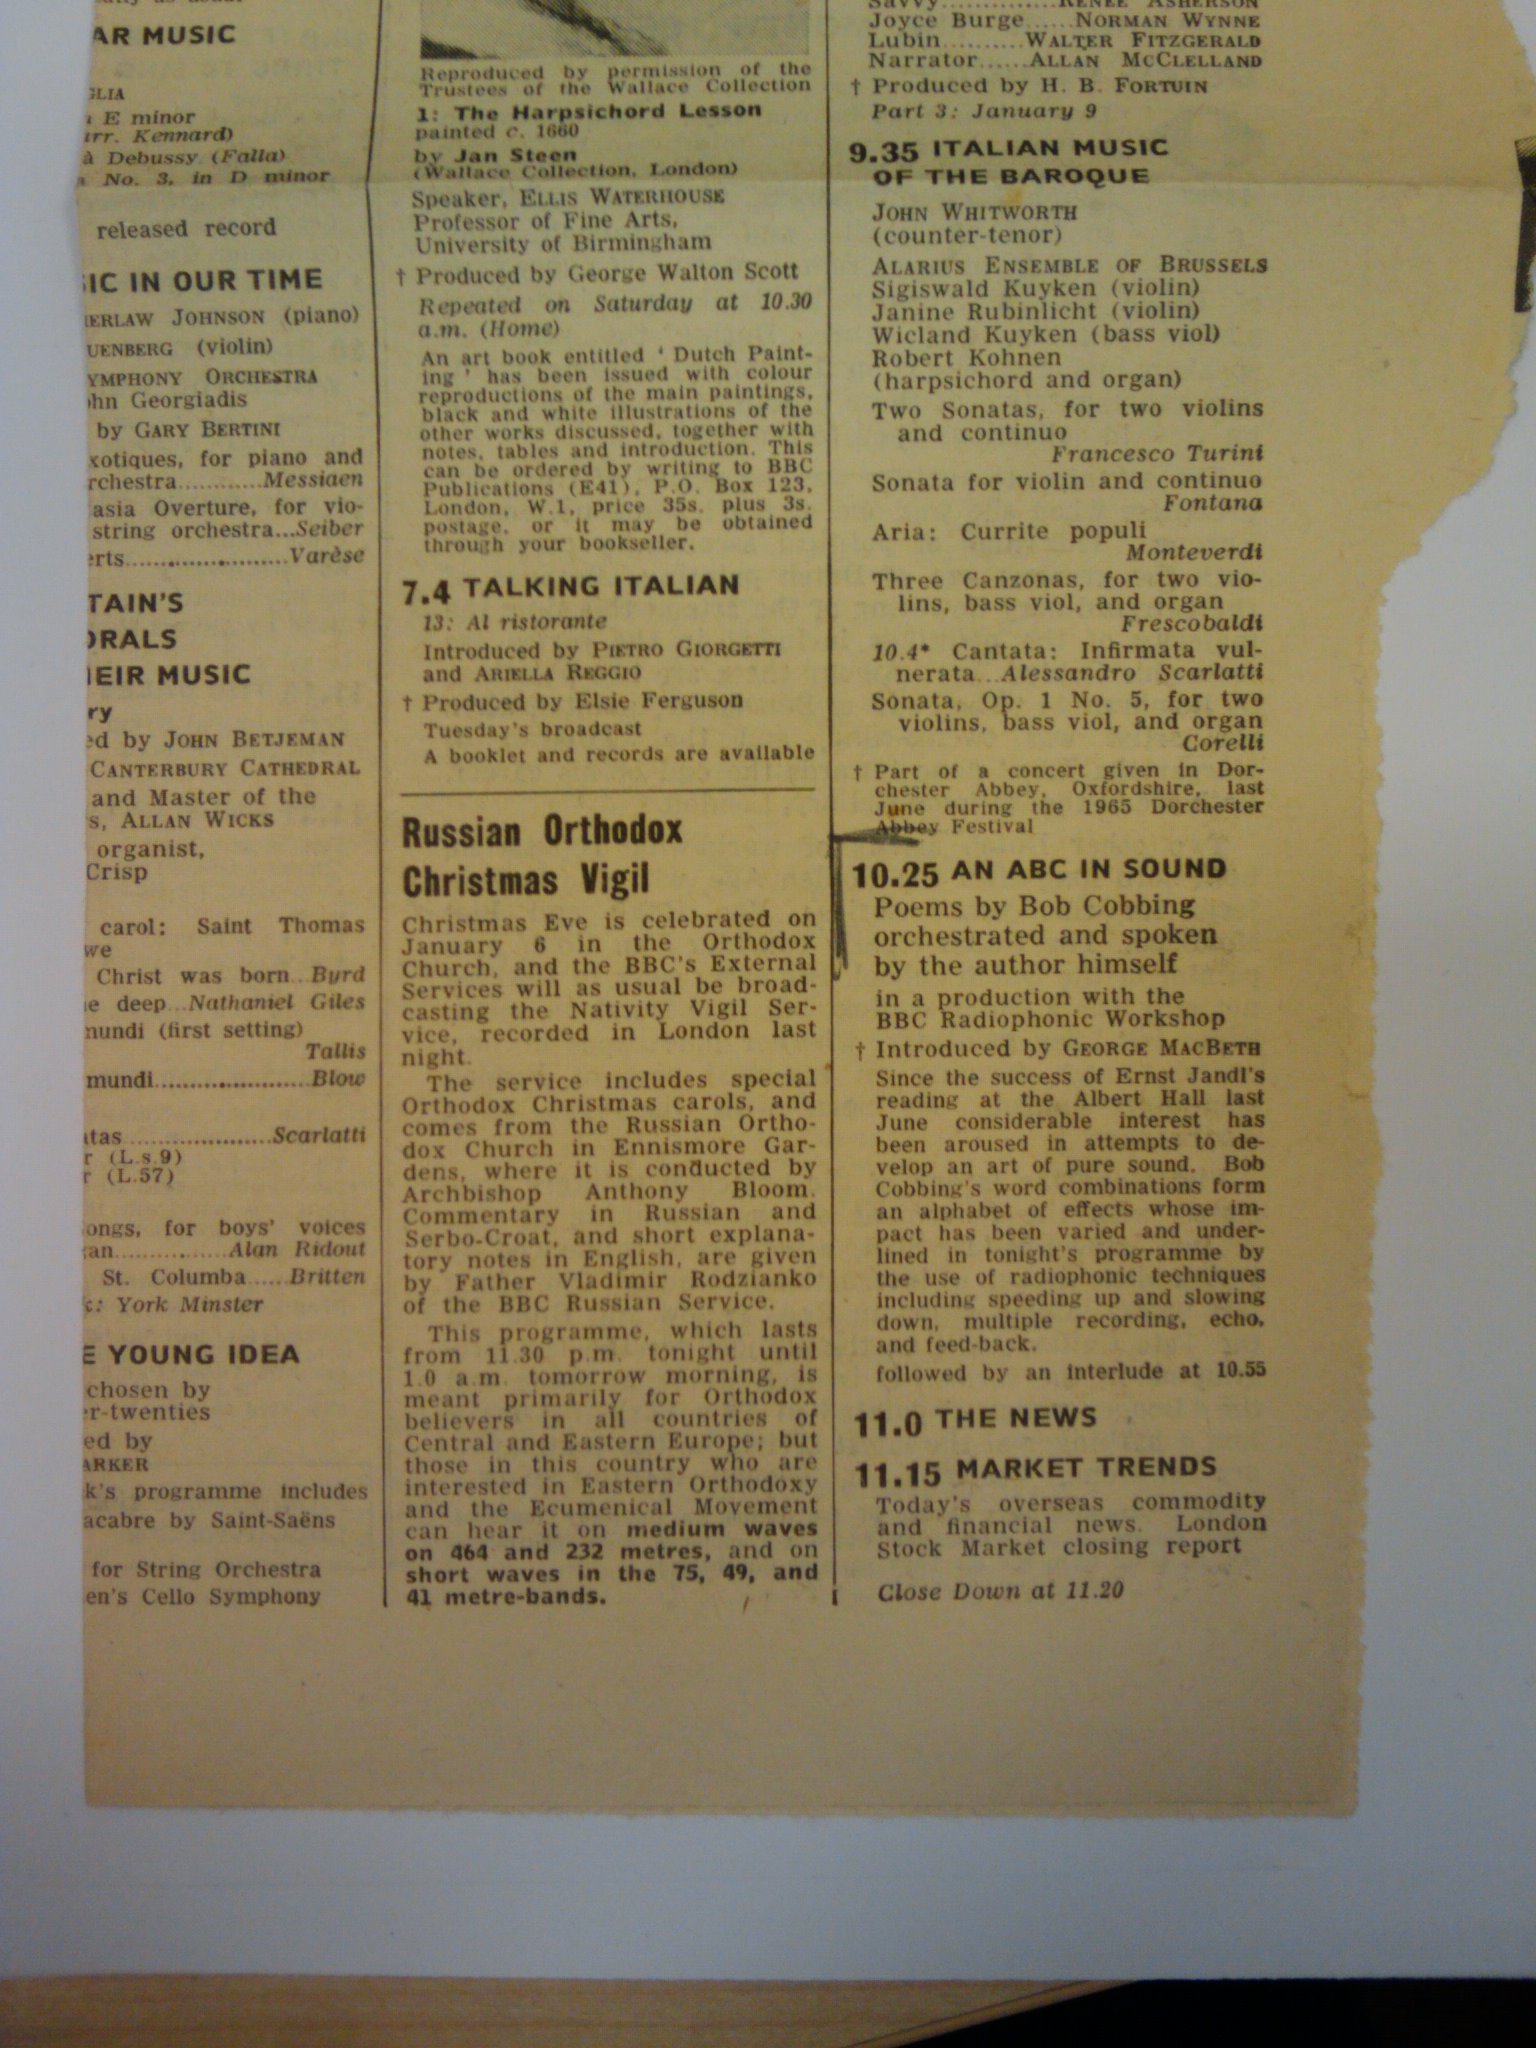 AR MUSIC
E minor
arr. Kennard)
à Debussy (Falla)
No. 3, in D minor
released record
IC IN OUR TIME
ERLAW JOHNSON (piano)
UENBERG (violin)
YMPHONY ORCHESTRA
ohn Georgiadis
by GARY BERTINI
xotiques, for piano and
rchestra............Messiaen
asia Overture, for vio-
string orchestra...Seiber
erts.......................Varèse
TAIN'S
ORALS
HEIR MUSIC
ry
ed by JOHN BETJEMAN
CANTERBURY CATHEDRAL
and Master of the
s, ALLAN WICKS
organist,
Crisp
carol: Saint Thomas
we
Christ was born...Byrd
e deep...Nathaniel Giles
mundi (first setting)
Tallis
mundi......................Blow
atas....................Scarlatti
r (L.s.9)
r (L.57)
ongs, for boys' voices
gan...............Alan Ridout
St. Columba.....Britten
k: York Minster
E YOUNG IDEA
chosen by
er-twenties
ed by
ARKER
k's programme includes
acabre by Saint-Saëns
for String Orchestra
en's Cello Symphony
Reproduced by permission of the
Trustees of the Wallace Collection
1: The Harpsichord Lesson
painted c. 1660
by Jan Steen
(Wallace Collection, London)
Speaker, ELLIS WATERHOUSE
Professor of Fine Arts,
University of Birmingham
† Produced by George Walton Scott
Repeated on Saturday at 10.30
a.m. (Home)
An art book entitled ' Dutch Paint-
ing ' has been issued with colour
reproductions of the main paintings,
black and white illustrations of the
other works discussed, together with
notes, tables and introduction. This
can be ordered by writing to BBC
Publications (E41), P.O. Box 123,
London, W.1, price 35s. plus 3s.
postage, or it may be obtained
through your bookseller.
7.4 TALKING ITALIAN
13: Al ristorante
Introduced by PIETRO GIORGETTI
and ARIELLA REGGIO
† Produced by Elsie Ferguson
Tuesday's broadcast
A booklet and records are available
Russian Orthodox
Christmas Vigil
Christmas Eve is celebrated on
January 6 in the Orthodox
Church, and the BBC's External
Services will as usual be broad-
casting the Nativity Vigil Ser-
vice, recorded in London last
night.
The service includes special
Orthodox Christmas carols, and
comes from the Russian Ortho-
dox Church in Ennismore Gar-
dens, where it is conducted by
Archbishop Anthony Bloom.
Commentary in Russian and
Serbo-Croat, and short explana-
tory notes in English, are given
by Father Vladimir Rodzianko
of the BBC Russian Service.
This programme, which lasts
from 11.30 p.m. tonight until
1.0 a.m. tomorrow morning, is
meant primarily for Orthodox
believers in all countries of
Central and Eastern Europe; but
those in this country who are
interested in Eastern Orthodoxy
and the Ecumenical Movement
can hear it on medium waves
on 464 and 232 metres, and on
short waves in the 75, 49, and
41 metre-bands.
Savvy...............RENEE ASHERSON
Joyce Burge......NORMAN WYNNE
Lubin..........WALTER FITZGERALD
Narrator......ALLAN MCCLELLAND
† Produced by H. B. FORTUIN
Part 3: January 9
9.35 ITALIAN MUSIC
OF THE BAROQUE
JOHN WHITWORTH
(counter-tenor)
ALARIUS ENSEMBLE OF BRUSSELS
Sigiswald Kuyken (violin)
Janine Rubinlicht (violin)
Wicland Kuyken (bass viol)
Robert Kohnen
(harpsichord and organ)
Two Sonatas, for two violins
and continuo
Francesco Turini
Sonata for violin and continuo
Fontana
Aria: Currite populi
Monteverdi
Three Canzonas, for two vio-
lins, bass viol, and organ
Frescobaldi
10.4* Cantata: Infirmata vul-
nerata...Alessandro Scarlatti
Sonata, Op. 1 No. 5, for two
violins, bass viol, and organ
Corelli
† Part of a concert given in Dor-
chester Abbey, Oxfordshire, last
June during the 1965 Dorchester
Abbey Festival
10.25 AN ABC IN SOUND
Poems by Bob Cobbing
orchestrated and spoken
by the author himself
in a production with the
BBC Radiophonic Workshop
† Introduced by GEORGE MACBETH
Since the success of Ernst Jandl's
reading at the Albert Hall last
June considerable interest has
been aroused in attempts to de-
velop an art of pure sound. Bob
Cobbing's word combinations form
an alphabet of effects whose im-
pact has been varied and under-
lined in tonight's programme by
the use of radiophonic techniques
including speeding up and slowing
down, multiple recording, echo,
and feed-back.
followed by an interlude at 10.55
11.0 THE NEWS
11.15 MARKET TRENDS
Today's overseas commodity
and financial news. London
Stock Market closing report
Close Down at 11.20